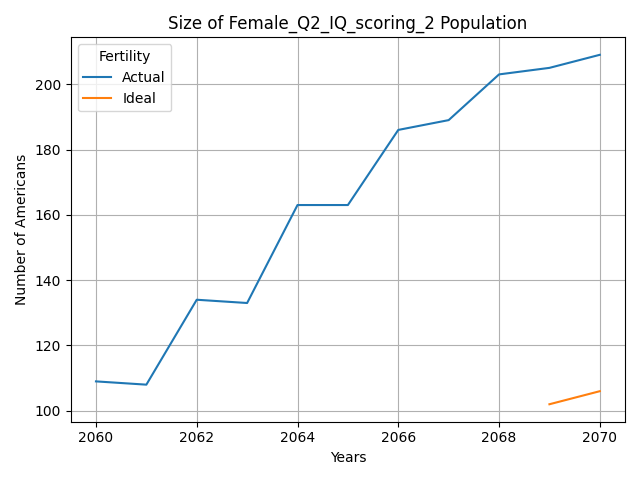 Size of Female_Q2_IQ_scoring_2 Population
Fertility
Actual
Ideal
Number of Americans
200
180
160
140
120
100
2060
2062
2064
2066
2068
2070
Years